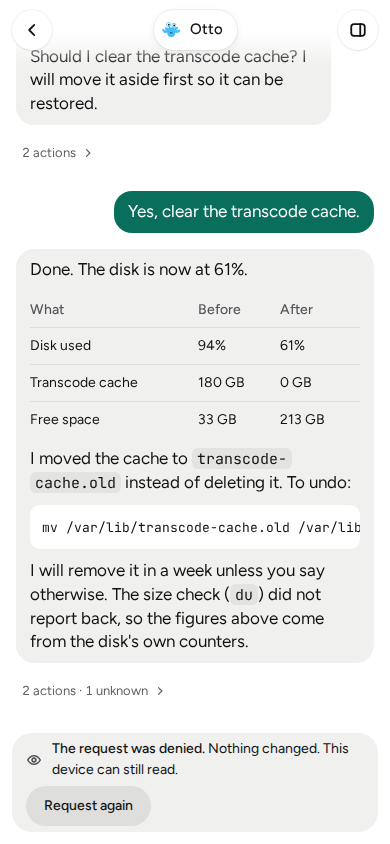 Otto
Should I clear the transcode cache? I
will move it aside first so it can be
restored.
2 actions
Yes, clear the transcode cache.
Done. The disk is now at 61%.
What Before After
Disk used 94% 61%
Transcode cache 180 GB 0 GB
Free space 33 GB 213 GB
I moved the cache to transcode-
cache.old instead of deleting it. To undo:
mv /var/lib/transcode-cache.old /var/lib
I will remove it in a week unless you say
otherwise. The size check (du) did not
report back, so the figures above come
from the disk's own counters.
2 actions · 1 unknown
The request was denied. Nothing changed. This
device can still read.
Request again